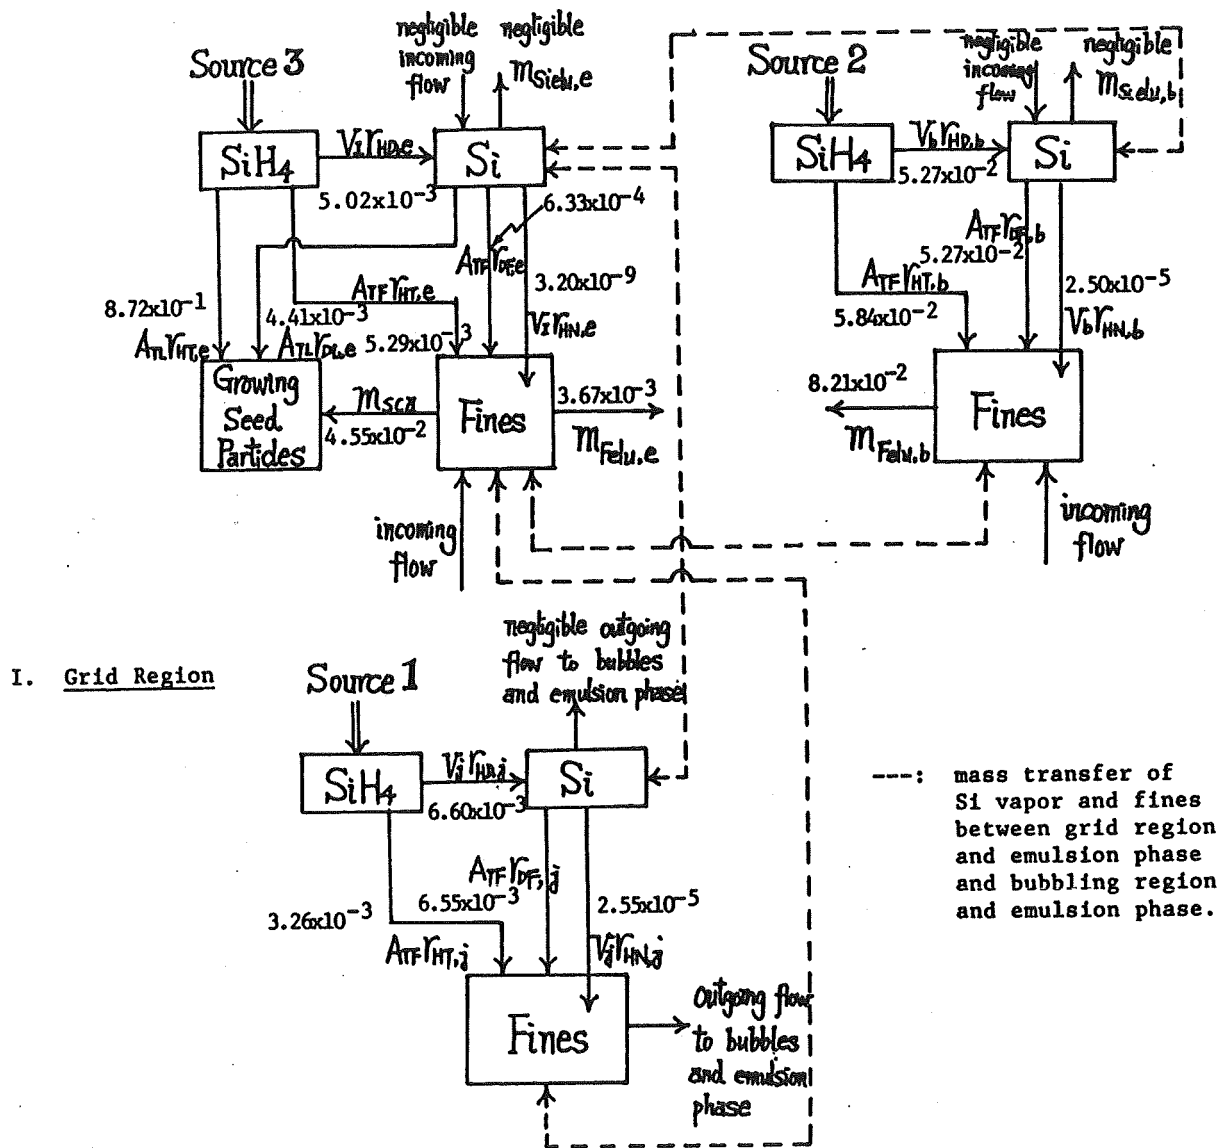 negligible incoming flow
negligible
m_Sielu,e
Source 3
SiH4
V_I r_HD,e
5.02x10^-3
Si
6.33x10^-4
A_TF r_DF,e
3.20x10^-9
V_I r_HN,e
A_TF r_HT,e
5.29x10^-3
8.72x10^-1
A_TL r_HT,e
4.41x10^-3
A_TL r_DL,e
Growing
Seed
Particles
m_SCA
4.55x10^-2
Fines
3.67x10^-3
m_Felu,e
incoming
flow
Source 2
negligible
incoming
flow
negligible
m_Sielu,b
SiH4
V_b r_HD,b
5.27x10^-2
Si
A_TF r_DF,b
5.27x10^-2
A_TF r_HT,b
5.84x10^-2
2.50x10^-5
V_b r_HN,b
8.21x10^-2
m_Felu,b
Fines
incoming
flow
I. Grid Region
Source 1
negligible outgoing
flow to bubbles
and emulsion phase
SiH4
V_j r_HD,j
6.60x10^-3
Si
A_TF r_DF,j
6.55x10^-3
3.26x10^-3
A_TF r_HT,j
2.55x10^-5
V_j r_HN,j
Fines
Outgoing flow
to bubbles
and emulsion
phase
---: mass transfer of
Si vapor and fines
between grid region
and emulsion phase
and bubbling region
and emulsion phase.